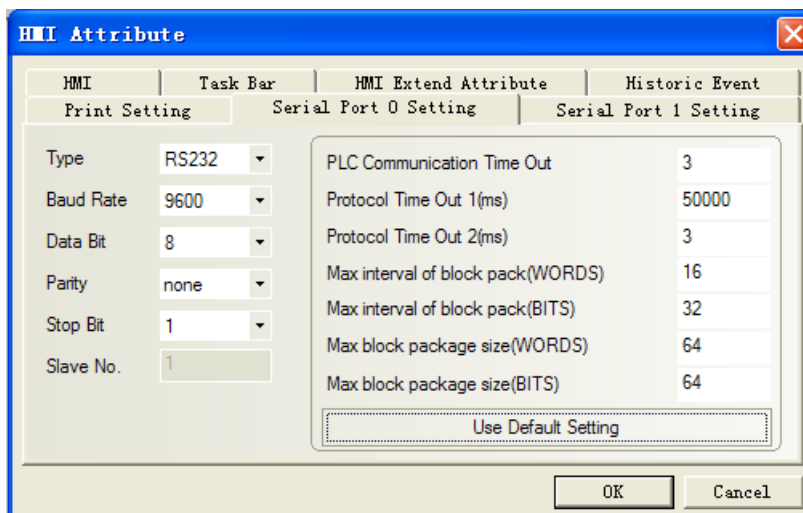 HMI Attribute
HMI Task Bar HMI Extend Attribute Historic Event
Print Setting Serial Port 0 Setting Serial Port 1 Setting
Type RS232
Baud Rate 9600
Data Bit 8
Parity none
Stop Bit 1
Slave No. 1
PLC Communication Time Out 3
Protocol Time Out 1(ms) 50000
Protocol Time Out 2(ms) 3
Max interval of block pack(WORDS) 16
Max interval of block pack(BITS) 32
Max block package size(WORDS) 64
Max block package size(BITS) 64
Use Default Setting
OK Cancel